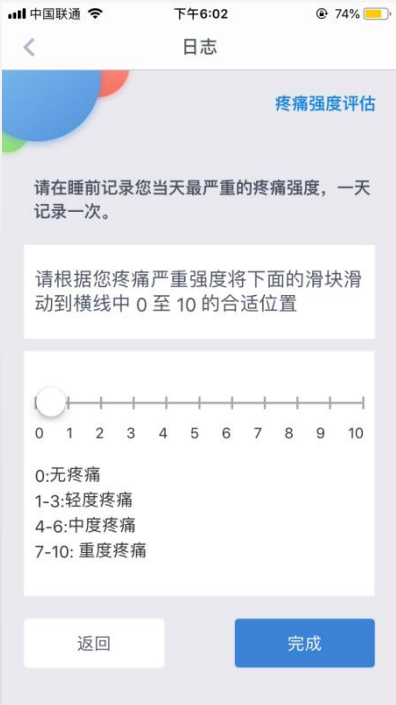 中国联通 下午6:02 74%
日志
疼痛强度评估
请在睡前记录您当天最严重的疼痛强度，一天
记录一次。
请根据您疼痛严重强度将下面的滑块滑
动到横线中 0 至 10 的合适位置
0 1 2 3 4 5 6 7 8 9 10
0:无疼痛
1-3:轻度疼痛
4-6:中度疼痛
7-10: 重度疼痛
返回 完成